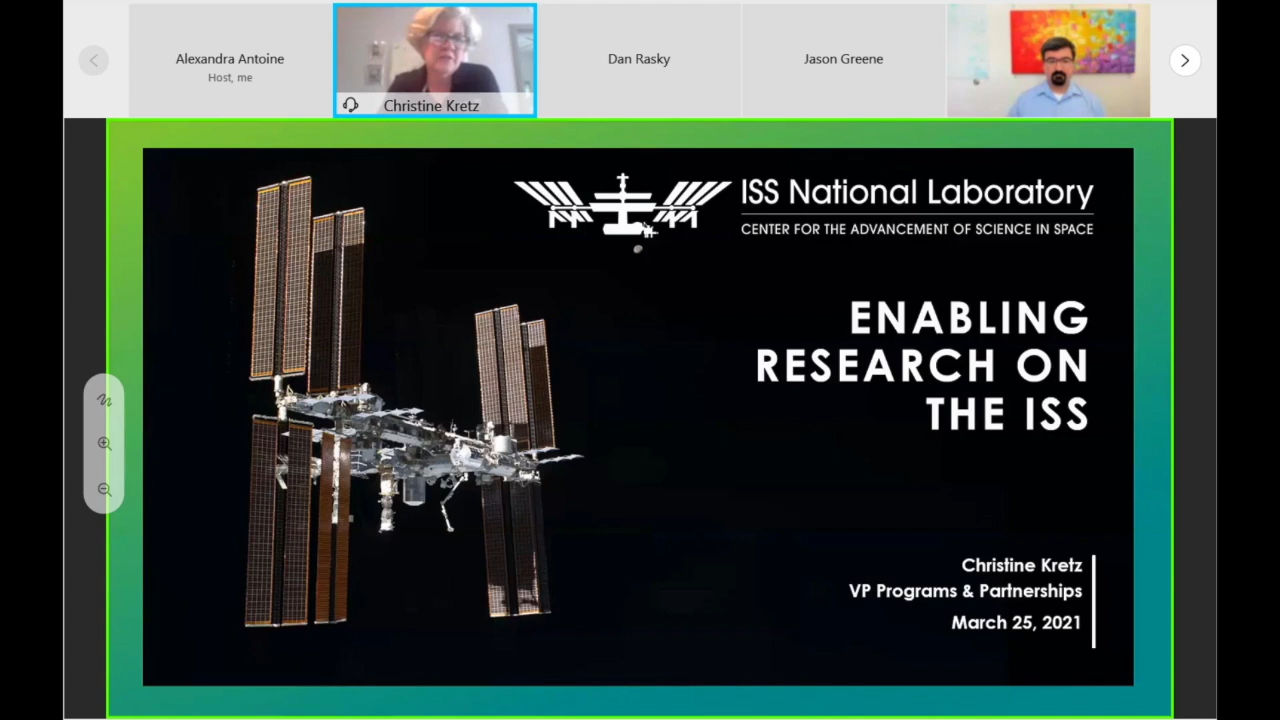 Alexandra Antoine
Host, me
Christine Kretz
Dan Rasky
Jason Greene
ISS National Laboratory
CENTER FOR THE ADVANCEMENT OF SCIENCE IN SPACE
ENABLING
RESEARCH ON
THE ISS
Christine Kretz
VP Programs & Partnerships
March 25, 2021